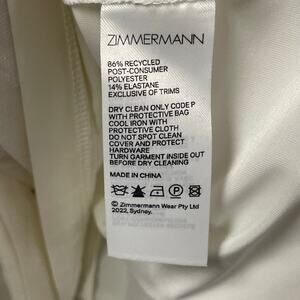 ZIMMERMANN
86% RECYCLED
POST-CONSUMER
POLYESTER
14% ELASTANE
EXCLUSIVE OF TRIMS
DRY CLEAN ONLY CODE P
WITH PROTECTIVE BAG
COOL IRON WITH
PROTECTIVE CLOTH
DO NOT SPOT CLEAN
COVER AND PROTECT
HARDWARE
TURN GARMENT INSIDE OUT
BEFORE DRY CLEANING
MADE IN CHINA
P
© Zimmermann Wear Pty Ltd
2022, Sydney.